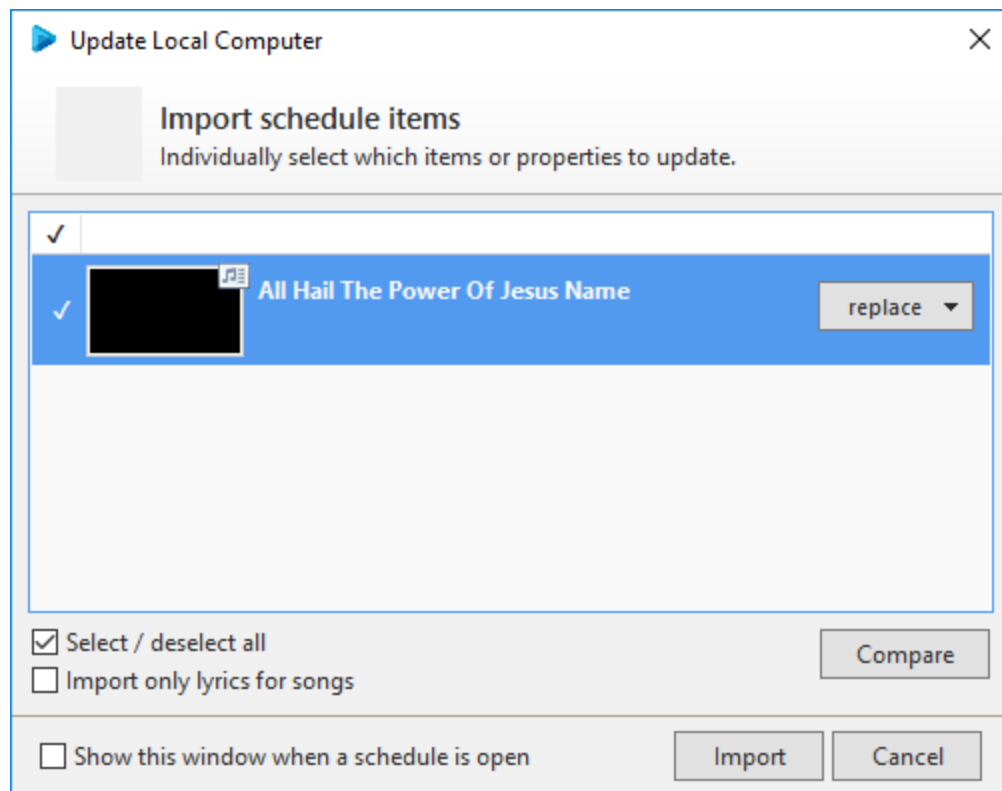 Update Local Computer
Import schedule items
Individually select which items or properties to update.
All Hail The Power Of Jesus Name
replace
Select / deselect all
Import only lyrics for songs
Compare
Show this window when a schedule is open
Import
Cancel